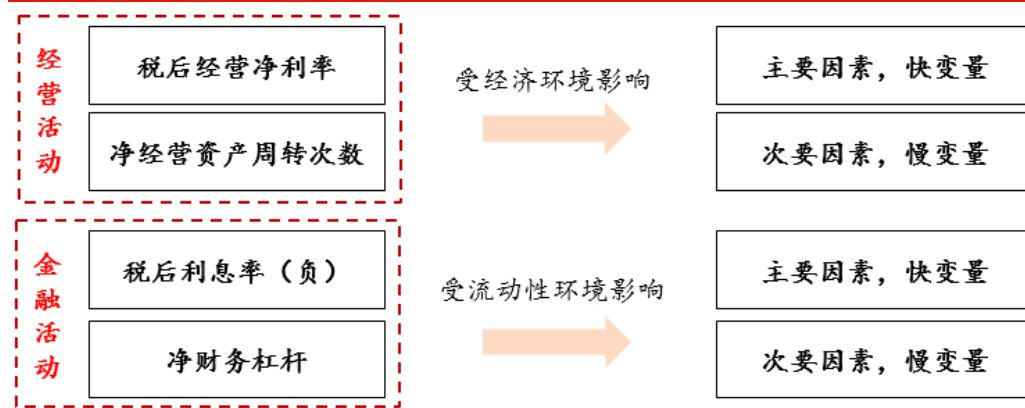 经营活动
税后经营净利率
受经济环境影响
主要因素，快变量
净经营资产周转次数
次要因素，慢变量
金融活动
税后利息率（负）
受流动性环境影响
主要因素，快变量
净财务杠杆
次要因素，慢变量